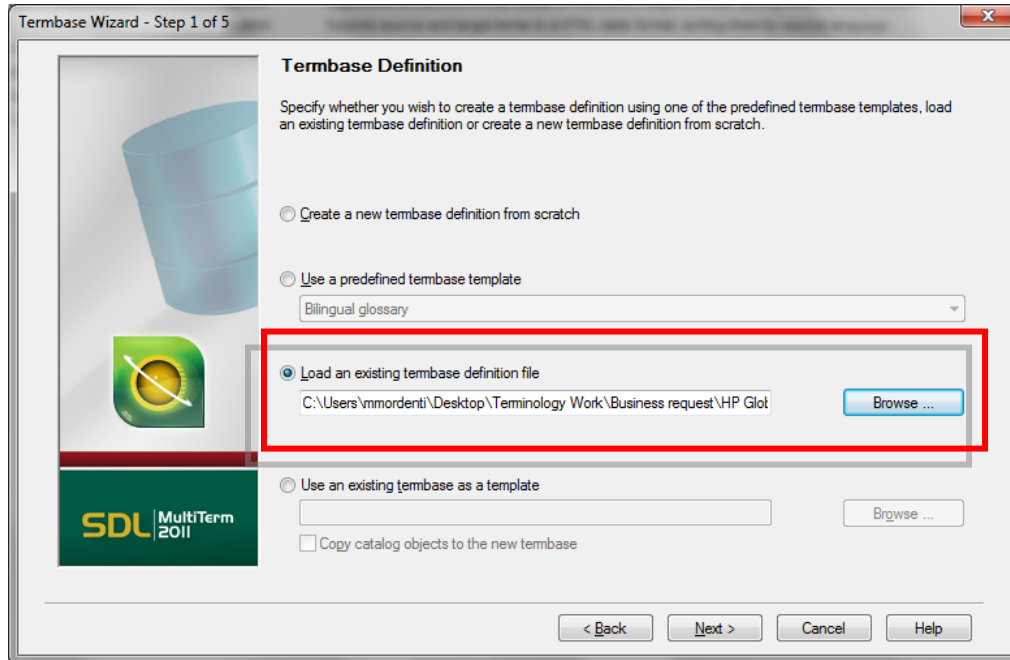 Termbase Wizard - Step 1 of 5
Termbase Definition
Specify whether you wish to create a termbase definition using one of the predefined termbase templates, load
an existing termbase definition or create a new termbase definition from scratch.
Create a new termbase definition from scratch
Use a predefined termbase template
Bilingual glossary
Load an existing termbase definition file
C:\Users\mmordenti\Desktop\Terminology Work\Business request\HP Glob
Browse ...
Use an existing termbase as a template
Browse ...
Copy catalog objects to the new termbase
SDL MultiTerm
2011
< Back
Next >
Cancel
Help